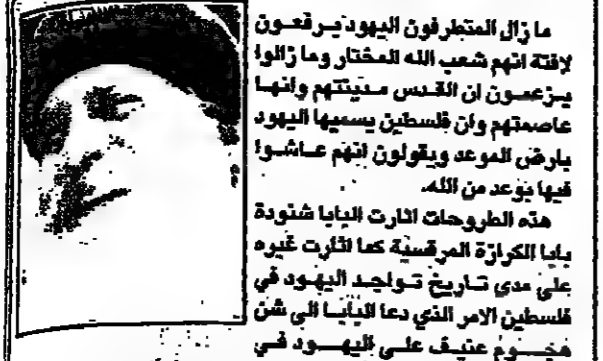 ما زال المتطرفون اليهود يرفعون
لافتة انهم شعب الله المختار وما زالوا
يزعمون ان القدس مدينتهم وانها
عاصمتهم وان فلسطين يسميها اليهود
بارض الموعد ويقولون انهم عاشوا
فيها بوعد من الله.
هذه الطروحات اثارت البابا شنودة
بابا الكرازة المرقسية كما اثارت غيره
على مدى تاريخ تواجد اليهود في
فلسطين الامر الذي دعا البابا الى شن
هجوم عنيف على اليهود في